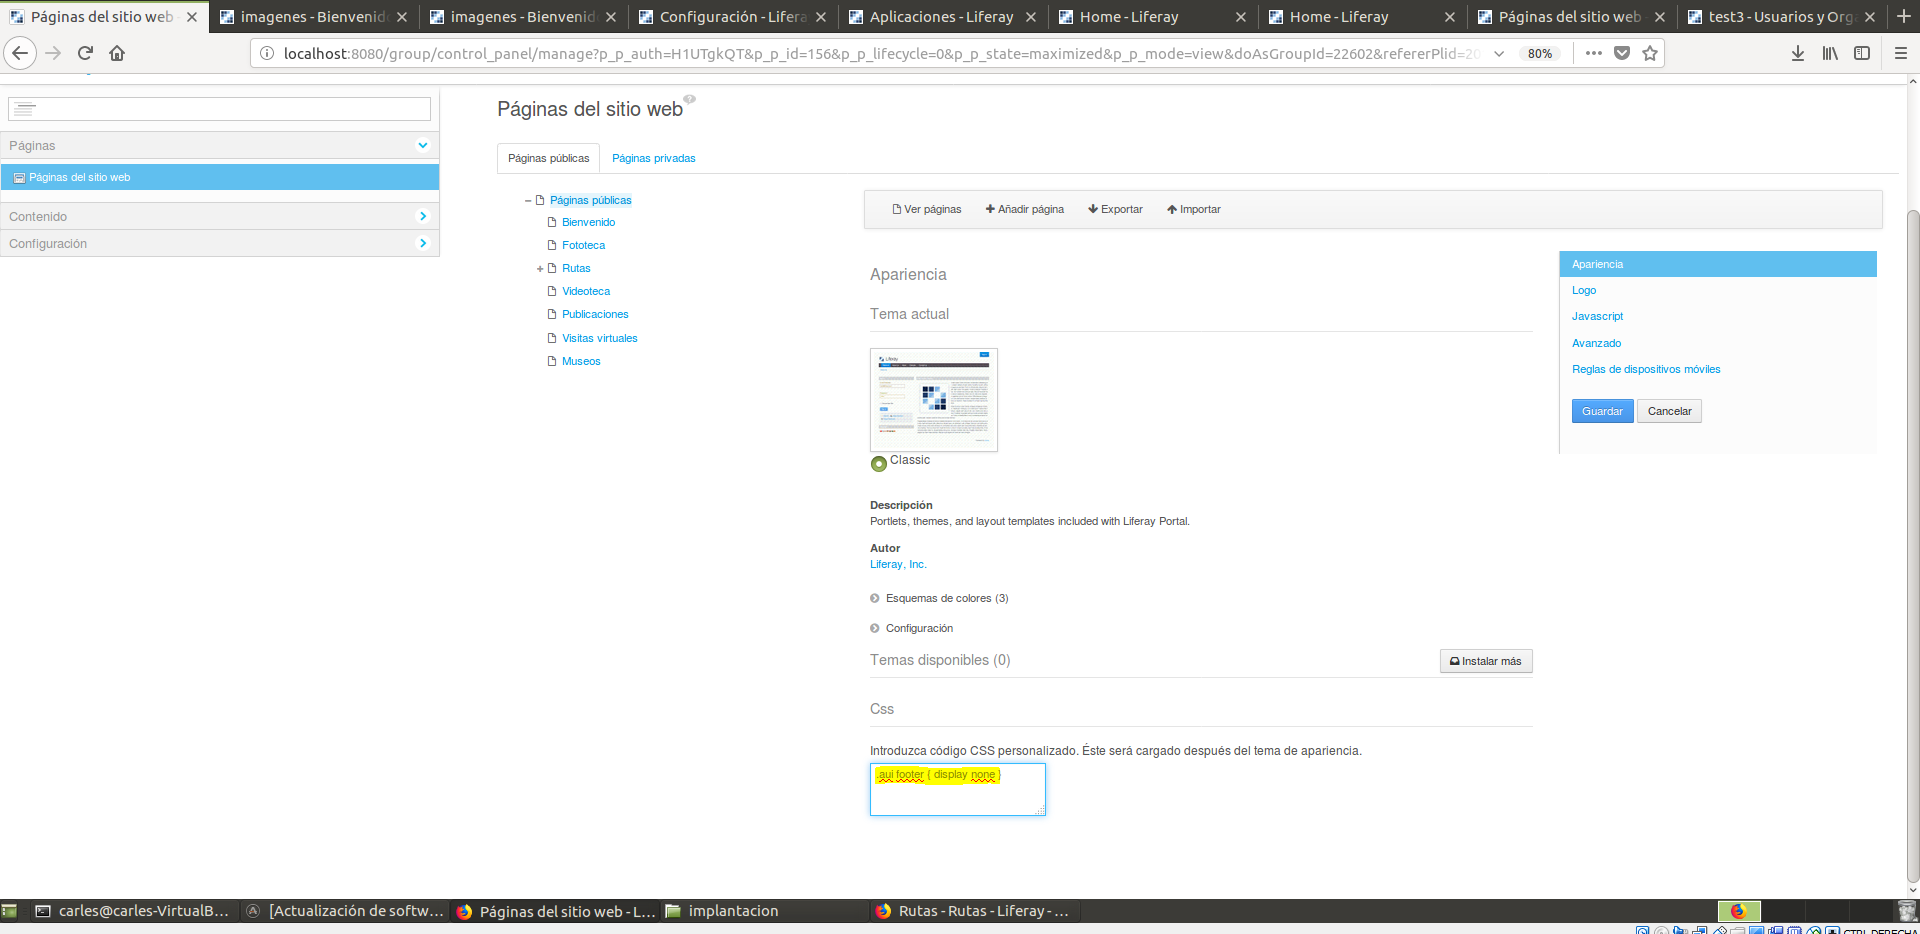 Páginas del sitio web -
imagenes - Bienvenid
imagenes - Bienvenid
Configuración - Lifera
Aplicaciones - Liferay
Home - Liferay
Home - Liferay
Páginas del sitio web
test3 - Usuarios y Org
localhost:8080/group/control_panel/manage?p_p_auth=H1UTgkQT&p_p_id=156&p_p_lifecycle=0&p_p_state=maximized&p_p_mode=view&doAsGroupId=22602&refererPlid=20
80%
Páginas
Páginas del sitio web
Contenido
Configuración
Páginas del sitio web
Páginas públicas
Páginas privadas
Páginas públicas
Bienvenido
Fototeca
Rutas
Videoteca
Publicaciones
Visitas virtuales
Museos
Ver páginas
Añadir página
Exportar
Importar
Apariencia
Tema actual
Liferay
Classic
Descripción
Portlets, themes, and layout templates included with Liferay Portal.
Autor
Liferay, Inc.
Esquemas de colores (3)
Configuración
Temas disponibles (0)
Instalar más
Css
Introduzca código CSS personalizado. Éste será cargado después del tema de apariencia.
.aui footer { display none }
Apariencia
Logo
Javascript
Avanzado
Reglas de dispositivos móviles
Guardar
Cancelar
carles@carles-VirtualB...
[Actualización de softw...
Páginas del sitio web - L...
implantacion
Rutas - Rutas - Liferay - ...
CTRL DERECHA